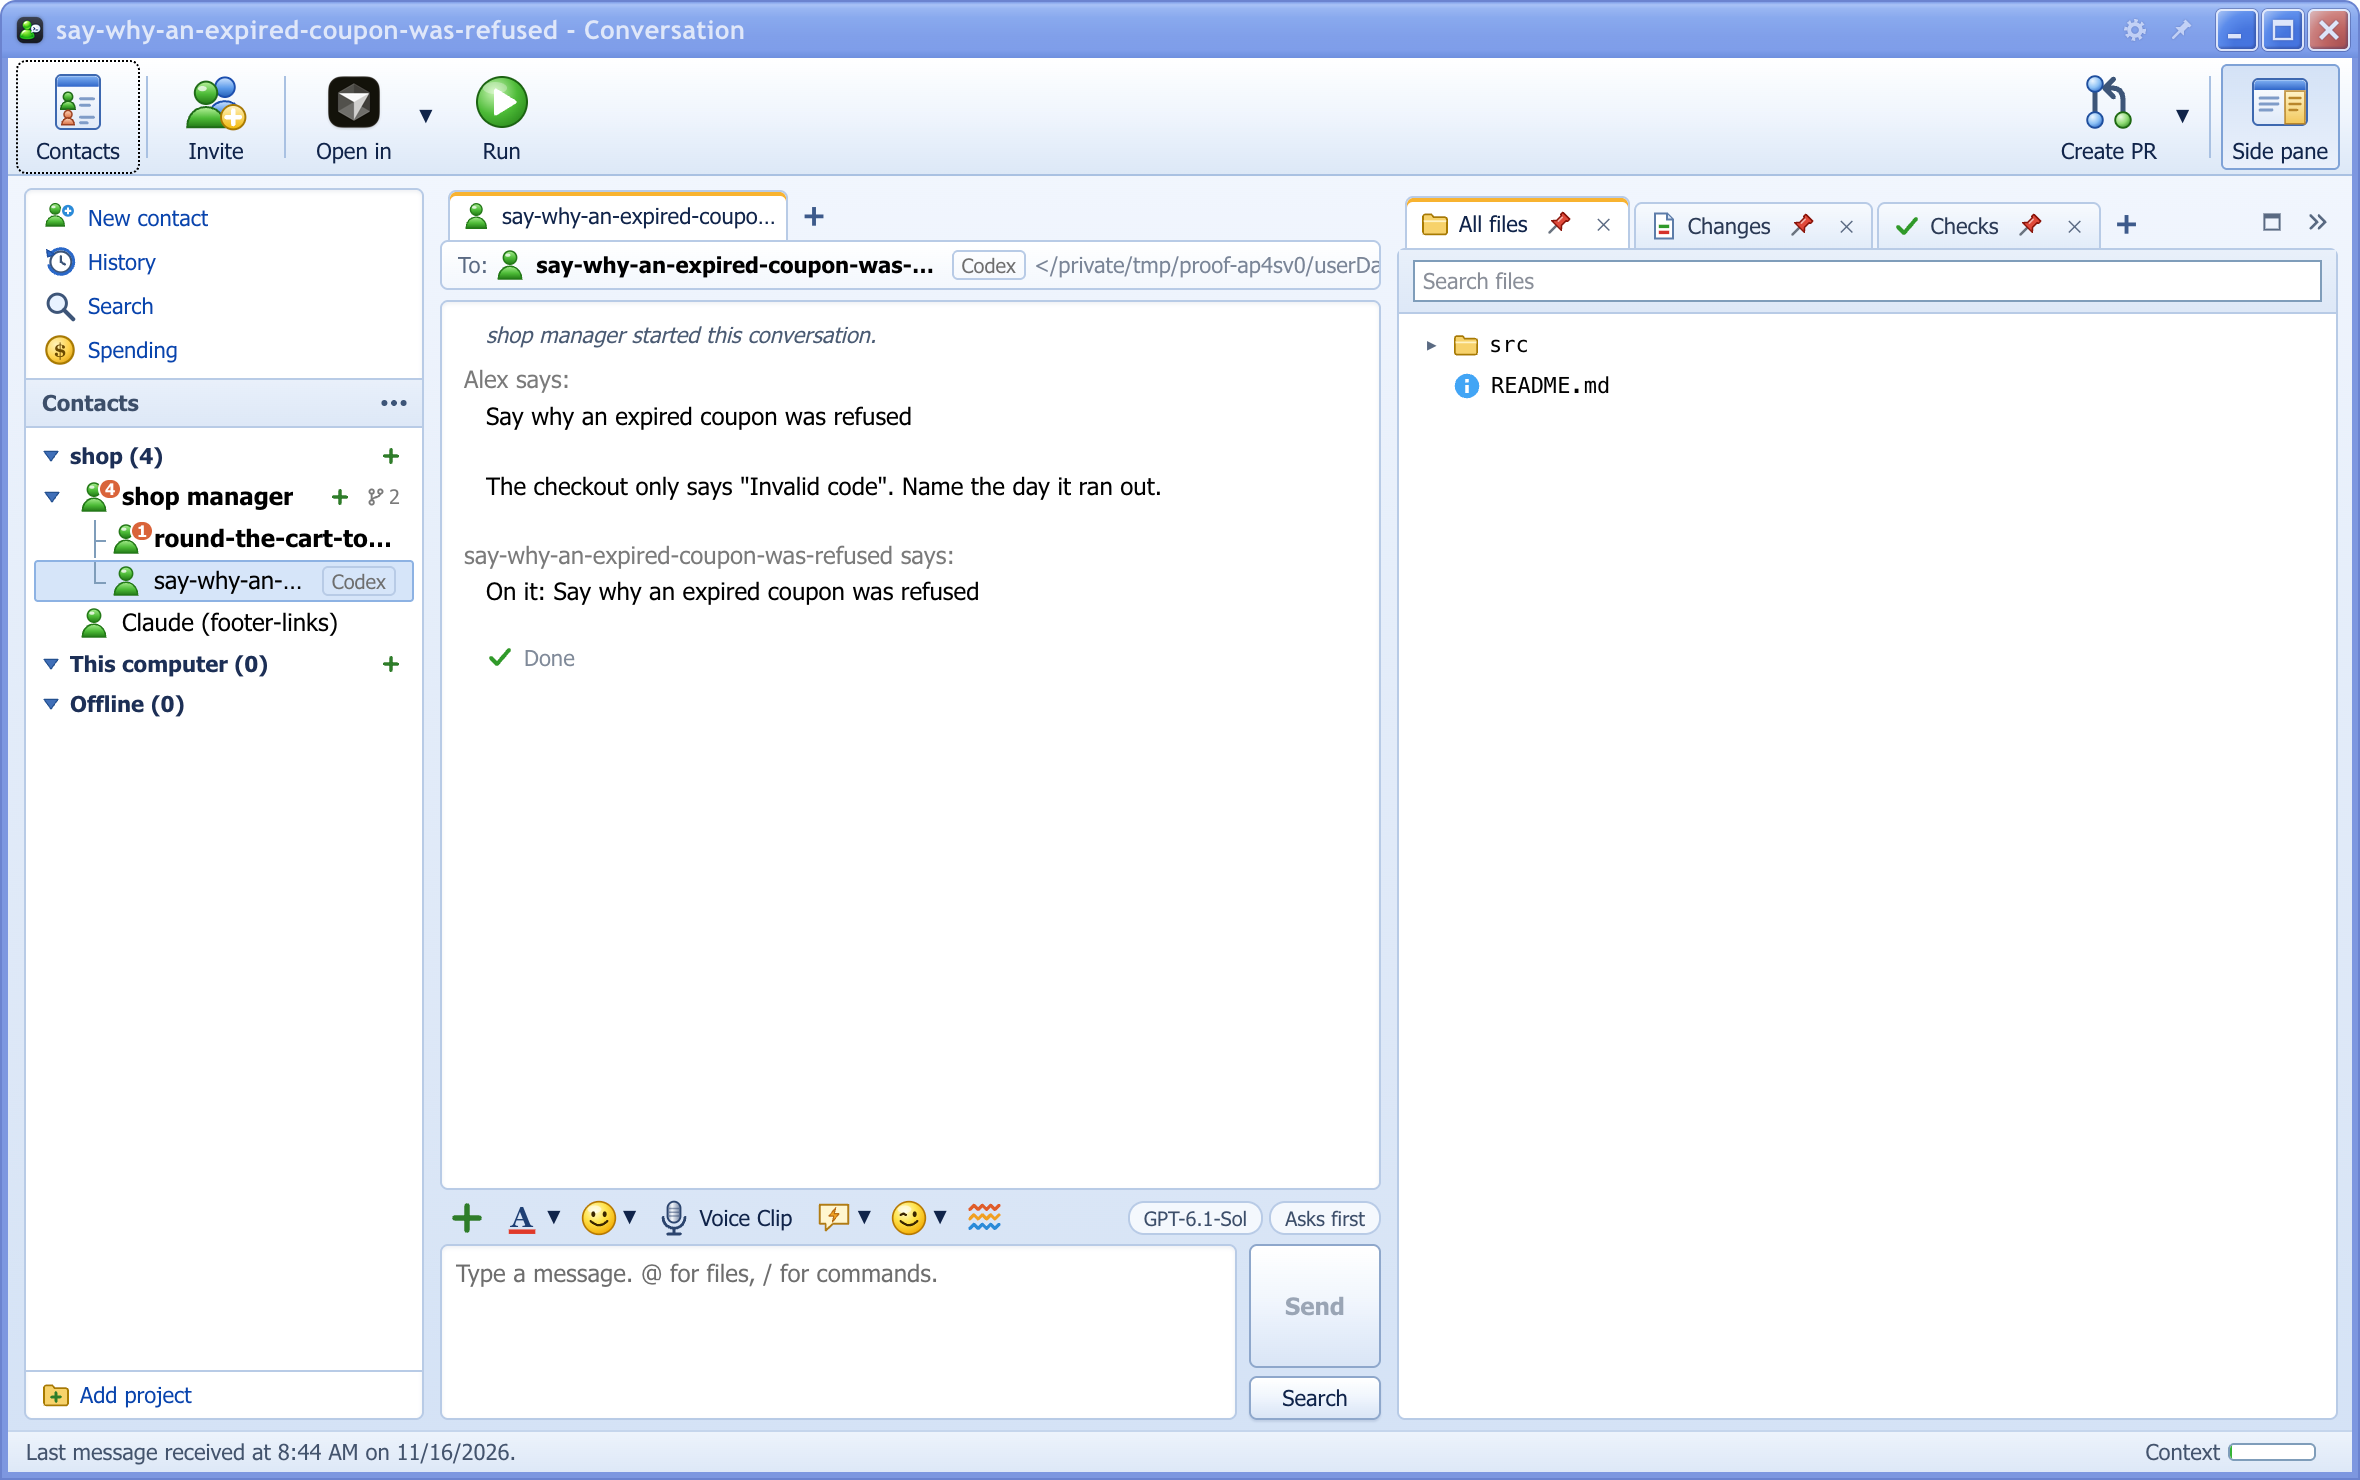 say-why-an-expired-coupon-was-refused - Conversation
Contacts
Invite
Open in
Run
Create PR
Side pane
New contact
History
Search
Spending
Contacts
shop (4)
4 shop manager 2
1 round-the-cart-to...
say-why-an-... Codex
Claude (footer-links)
This computer (0)
Offline (0)
Add project
say-why-an-expired-coupo...
To: say-why-an-expired-coupon-was-... Codex </private/tmp/proof-ap4sv0/userDa
shop manager started this conversation.
Alex says:
Say why an expired coupon was refused
The checkout only says "Invalid code". Name the day it ran out.
say-why-an-expired-coupon-was-refused says:
On it: Say why an expired coupon was refused
Done
A Voice Clip GPT-6.1-Sol Asks first
Type a message. @ for files, / for commands.
Send
Search
All files
Changes
Checks
Search files
src
README.md
Last message received at 8:44 AM on 11/16/2026.
Context